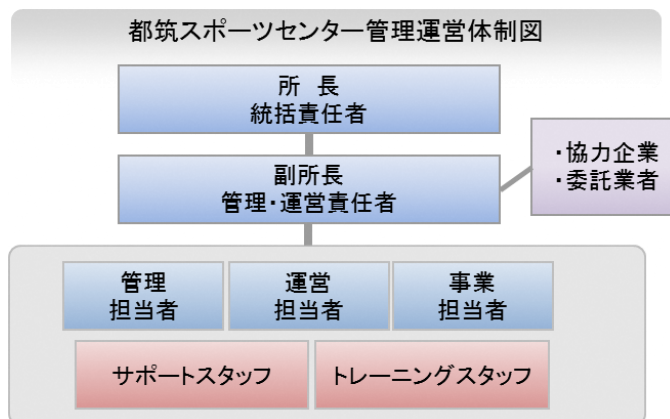 都筑スポーツセンター管理運営体制図
所 長
統括責任者
副所長
管理・運営責任者
・協力企業
・委託業者
管理
担当者
運営
担当者
事業
担当者
サポートスタッフ
トレーニングスタッフ